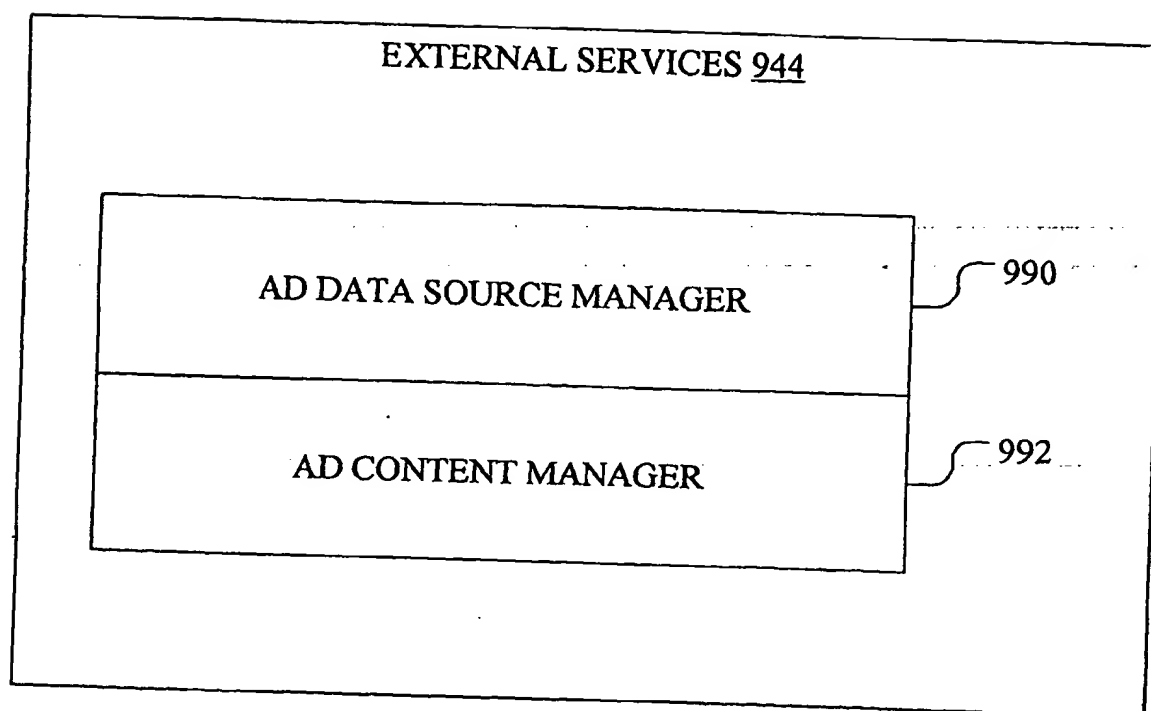 EXTERNAL SERVICES 944
AD DATA SOURCE MANAGER
990
AD CONTENT MANAGER
992